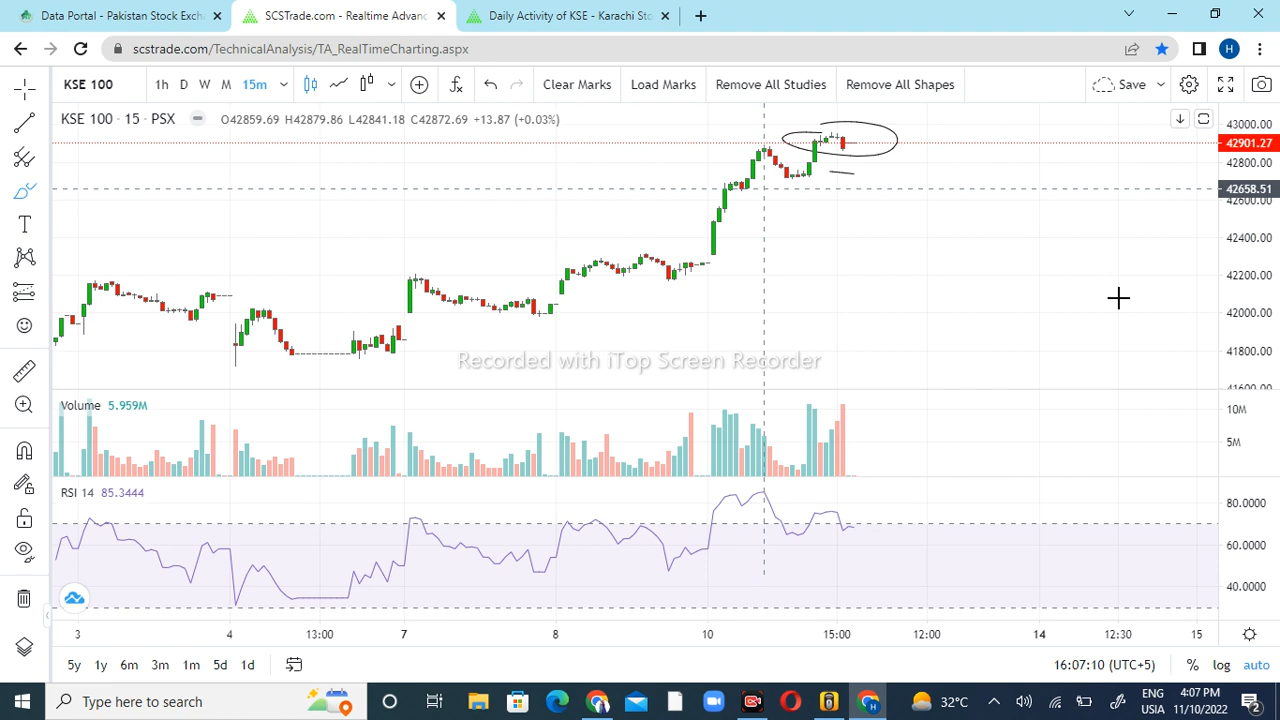 Data Portal - Pakistan Stock Exch
SCSTrade.com - Realtime Advanc
Daily Activity of KSE - Karachi Sto
scstrade.com/TechnicalAnalysis/TA_RealTimeCharting.aspx
H
KSE 100
1h D W M 15m
Clear Marks
Load Marks
Remove All Studies
Remove All Shapes
Save
KSE 100 · 15 · PSX
O42859.69 H42879.86 L42841.18 C42872.69 +13.87 (+0.03%)
43000.00
42901.27
42800.00
42658.51
42600.00
42400.00
42200.00
42000.00
41800.00
41600.00
Recorded with iTop Screen Recorder
Volume 5.959M
10M
5M
RSI 14 85.3444
80.0000
60.0000
40.0000
3 4 13:00 7 8 10 15:00 12:00 14 12:30 15
5y 1y 6m 3m 1m 5d 1d
16:07:10 (UTC+5) % log auto
Type here to search
32°C
ENG
USIA
4:07 PM
11/10/2022
2